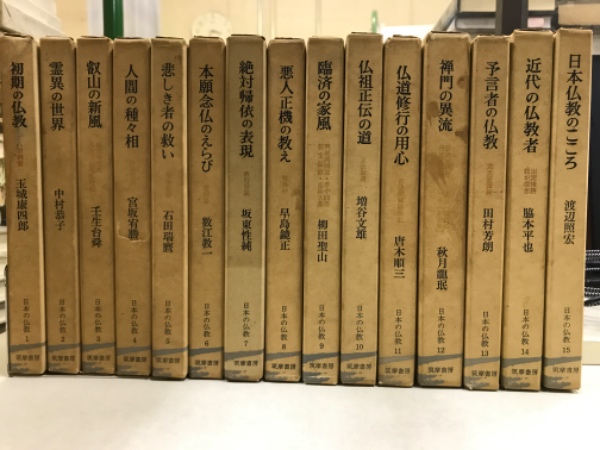 初期の仏教
玉城康四郎
日本の仏教 1
筑摩書房
霊異の世界
中村恭子
日本の仏教 2
筑摩書房
叡山の新風
壬生台舜
日本の仏教 3
筑摩書房
人間の種々相
宮坂宥勝
日本の仏教 4
筑摩書房
悲しき者の救い
石田瑞麿
日本の仏教 5
筑摩書房
本願念仏のえらび
数江教一
日本の仏教 6
筑摩書房
絶対帰依の表現
坂東性純
日本の仏教 7
筑摩書房
悪人正機の教え
早島鏡正
日本の仏教 8
筑摩書房
臨済の家風
柳田聖山
日本の仏教 9
筑摩書房
仏祖正伝の道
増谷文雄
日本の仏教 10
筑摩書房
仏道修行の用心
唐木順三
日本の仏教 11
筑摩書房
禅門の異流
秋月龍珉
日本の仏教 12
筑摩書房
予言者の仏教
田村芳朗
日本の仏教 13
筑摩書房
近代の仏教者
脇本平也
日本の仏教 14
筑摩書房
日本仏教のこころ
渡辺照宏
日本の仏教 15
筑摩書房